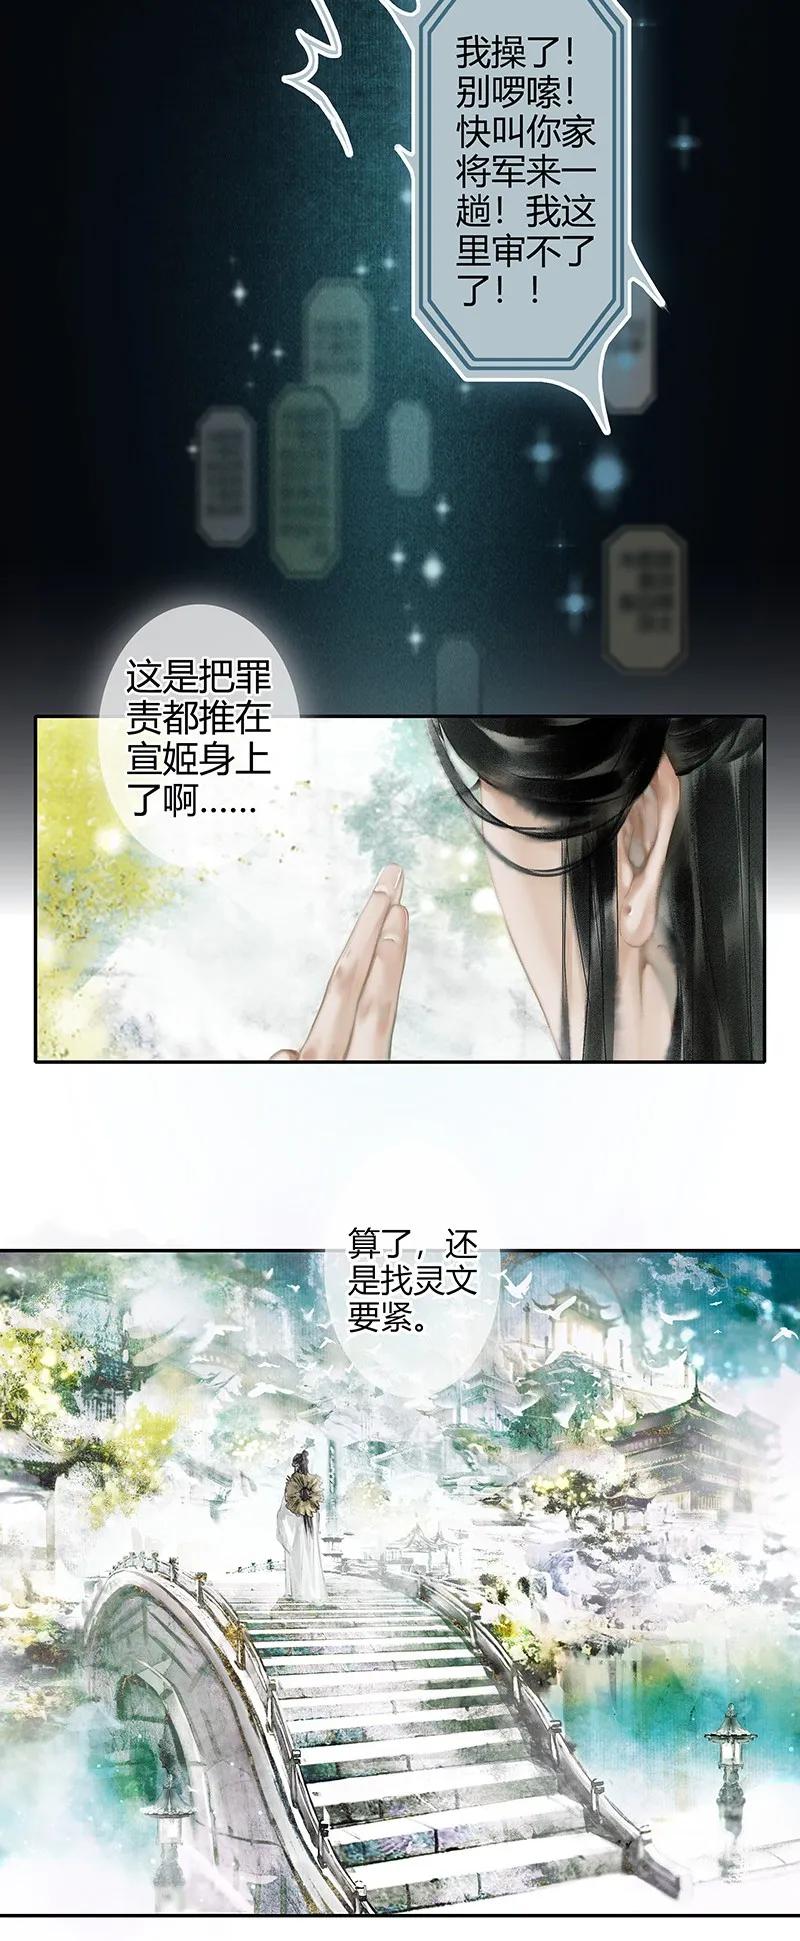 我操了！
别啰嗦！
快叫你家
将军来一
趟！我这
里审不了
了！！
这是把罪
责都推在
宣姬身上
了啊……
算了，还
是找灵文
要紧。